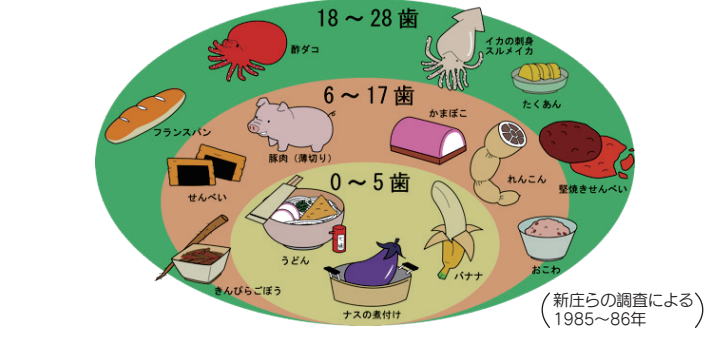 18～28歯
酢ダコ
イカの刺身
スルメイカ
たくあん
フランスパン
6～17歯
かまぼこ
豚肉（薄切り）
せんべい
れんこん
堅焼きせんべい
0～5歯
うどん
バナナ
おこわ
きんぴらごぼう
ナスの煮付け
（新庄らの調査による
1985～86年）